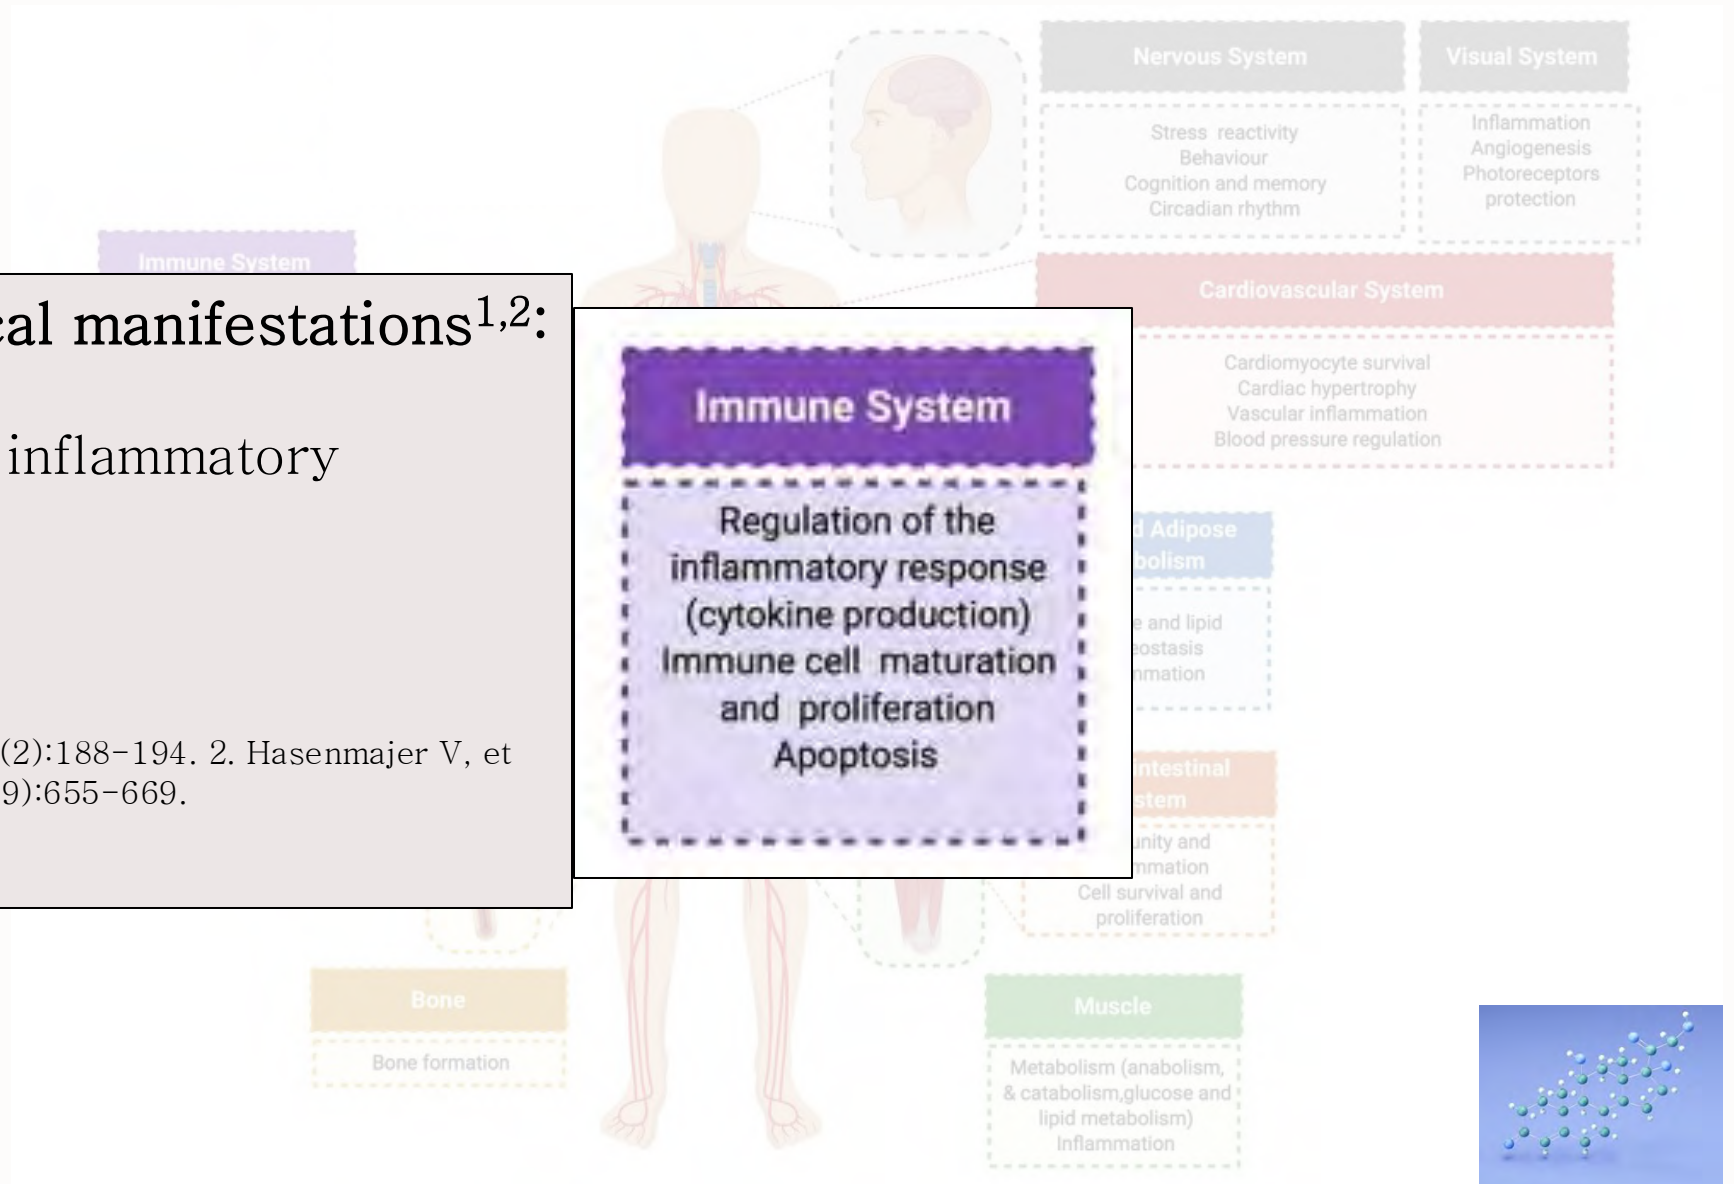 Nervous System
Stress reactivity
Behaviour
Cognition and memory
Circadian rhythm
Visual System
Inflammation
Angiogenesis
Photoreceptors
protection
Immune System
Cardiovascular System
Cardiomyocyte survival
Cardiac hypertrophy
Vascular inflammation
Blood pressure regulation
cal manifestations1,2:
inflammatory
(2):188-194. 2. Hasenmajer V, et
9):655-669.
Immune System
Regulation of the
inflammatory response
(cytokine production)
Immune cell maturation
and proliferation
Apoptosis
d Adipose
bolism
e and lipid
eostasis
mmation
intestinal
stem
unity and
mmation
Cell survival and
proliferation
Bone
Bone formation
Muscle
Metabolism (anabolism,
& catabolism,glucose and
lipid metabolism)
Inflammation